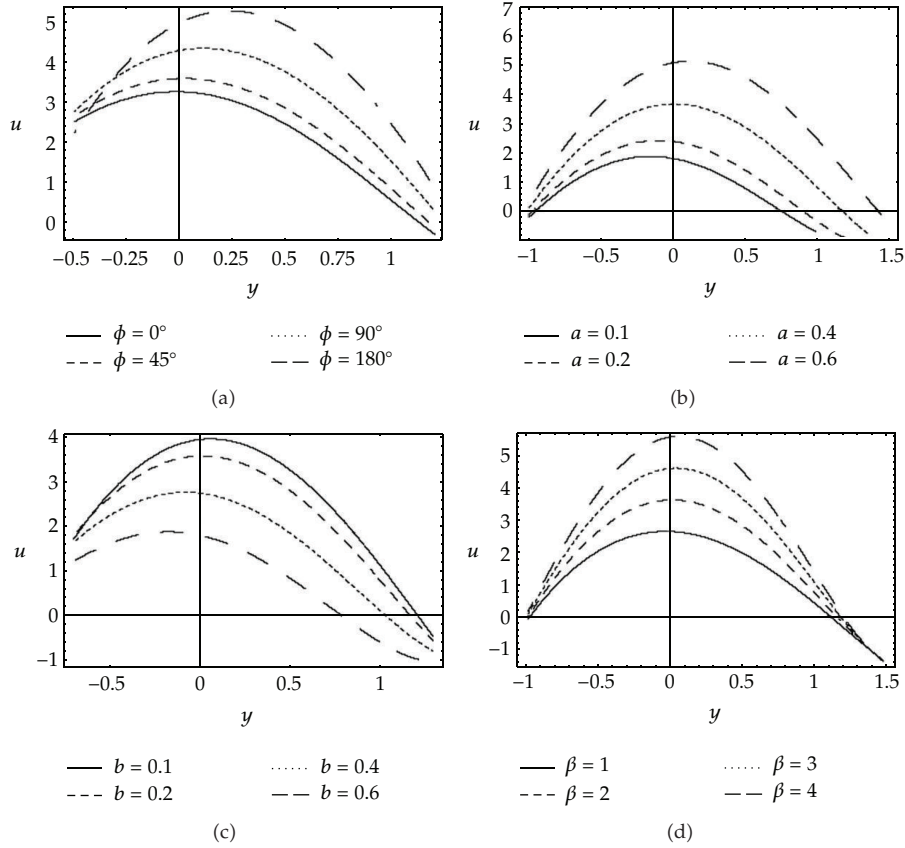 5
4
3
2
1
0
u
−0.5 −0.25 0 0.25 0.5 0.75 1
y
ϕ = 0° ϕ = 90°
ϕ = 45° ϕ = 180°
(a)
7
6
5
4
3
2
1
0
u
−1 −0.5 0 0.5 1 1.5
y
a = 0.1 a = 0.4
a = 0.2 a = 0.6
(b)
4
3
2
1
0
−1
u
−0.5 0 0.5 1
y
b = 0.1 b = 0.4
b = 0.2 b = 0.6
(c)
5
4
3
2
1
0
−1
u
−1 −0.5 0 0.5 1 1.5
y
β = 1 β = 3
β = 2 β = 4
(d)